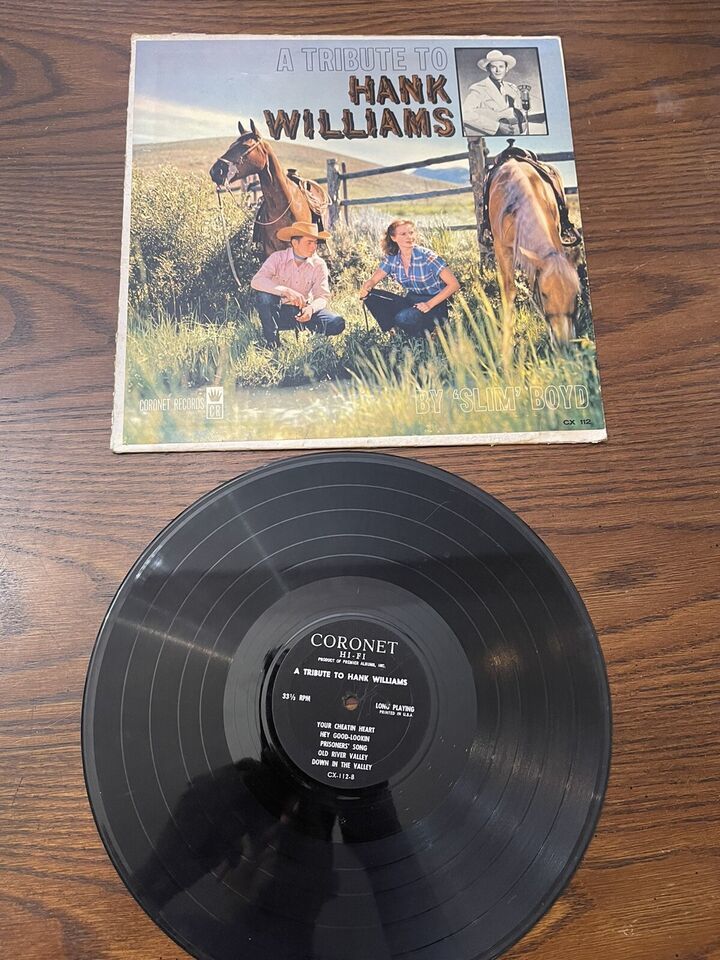 A TRIBUTE TO
HANK
WILLIAMS
CORONET RECORDS
CR
BY 'SLIM' BOYD
CX 112
CORONET
HI-FI
PRODUCT OF PREMIER ALBUMS, INC.
A TRIBUTE TO HANK WILLIAMS
33⅓ RPM
LONG PLAYING
PRINTED IN U.S.A
YOUR CHEATIN HEART
HEY GOOD-LOOKIN
PRISONERS' SONG
OLD RIVER VALLEY
DOWN IN THE VALLEY
CX-112-B